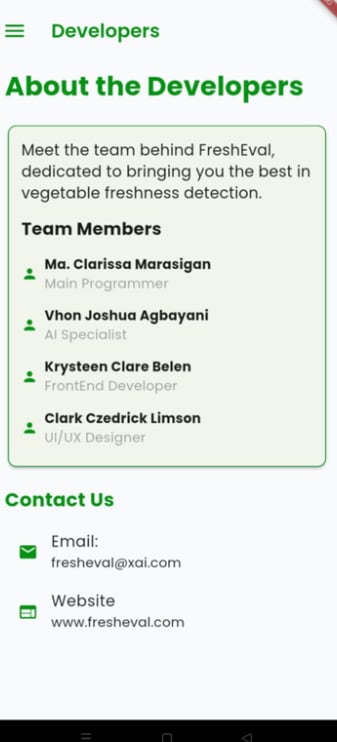 Developers
About the Developers
Meet the team behind FreshEval,
dedicated to bringing you the best in
vegetable freshness detection.
Team Members
Ma. Clarissa Marasigan
Main Programmer
Vhon Joshua Agbayani
AI Specialist
Krysteen Clare Belen
FrontEnd Developer
Clark Czedrick Limson
UI/UX Designer
Contact Us
Email:
fresheval@xai.com
Website
www.fresheval.com